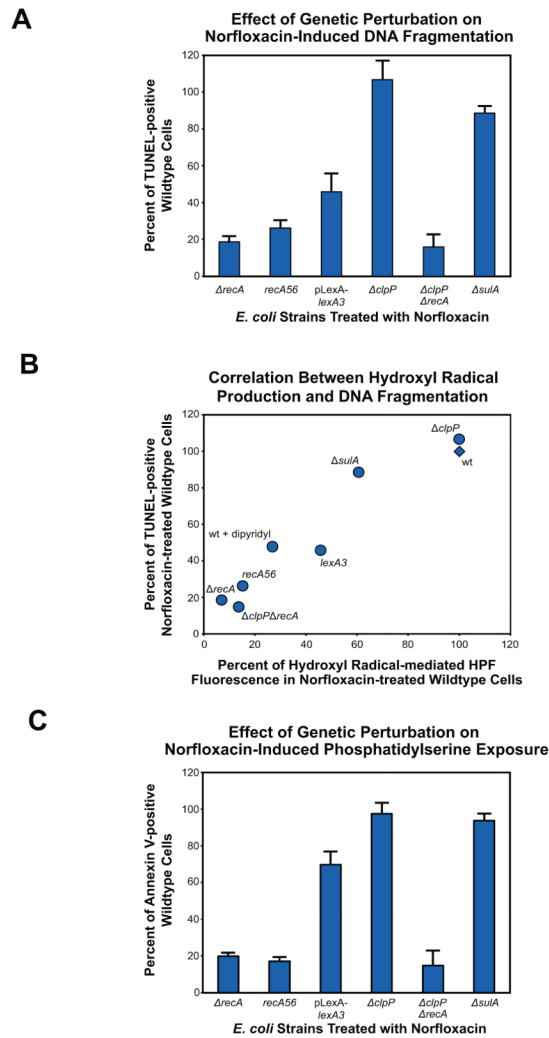 A
Effect of Genetic Perturbation on
Norfloxacin-Induced DNA Fragmentation
Percent of TUNEL-positive
Wildtype Cells
120
100
80
60
40
20
0
ΔrecA
recA56
pLexA-
lexA3
ΔclpP
ΔclpP
ΔrecA
ΔsulA
E. coli Strains Treated with Norfloxacin
B
Correlation Between Hydroxyl Radical
Production and DNA Fragmentation
Percent of TUNEL-positive
Norfloxacin-treated Wildtype Cells
120
100
80
60
40
20
0
ΔclpP
wt
ΔsulA
wt + dipyridyl
lexA3
recA56
ΔrecA
ΔclpPΔrecA
0 20 40 60 80 100 120
Percent of Hydroxyl Radical-mediated HPF
Fluorescence in Norfloxacin-treated Wildtype Cells
C
Effect of Genetic Perturbation on
Norfloxacin-Induced Phosphatidylserine Exposure
Percent of Annexin V-positive
Wildtype Cells
120
100
80
60
40
20
0
ΔrecA
recA56
pLexA-
lexA3
ΔclpP
ΔclpP
ΔrecA
ΔsulA
E. coli Strains Treated with Norfloxacin